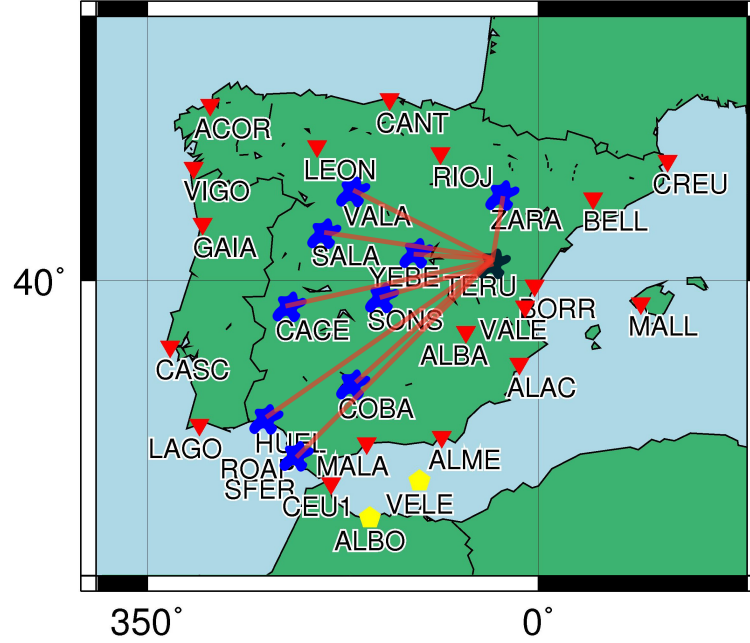 ACOR
CANT
LEON
RIOJ
CREU
VIGO
VALA
ZARA
BELL
GAIA
SALA
YEBE
TERU
40°
CACE
SONS
BORR
VALE
MALL
ALBA
CASC
ALAC
COBA
LAGO
HUEL
ROAP
MALA
ALME
SFER
CEU1
VELE
ALBO
350°
0°